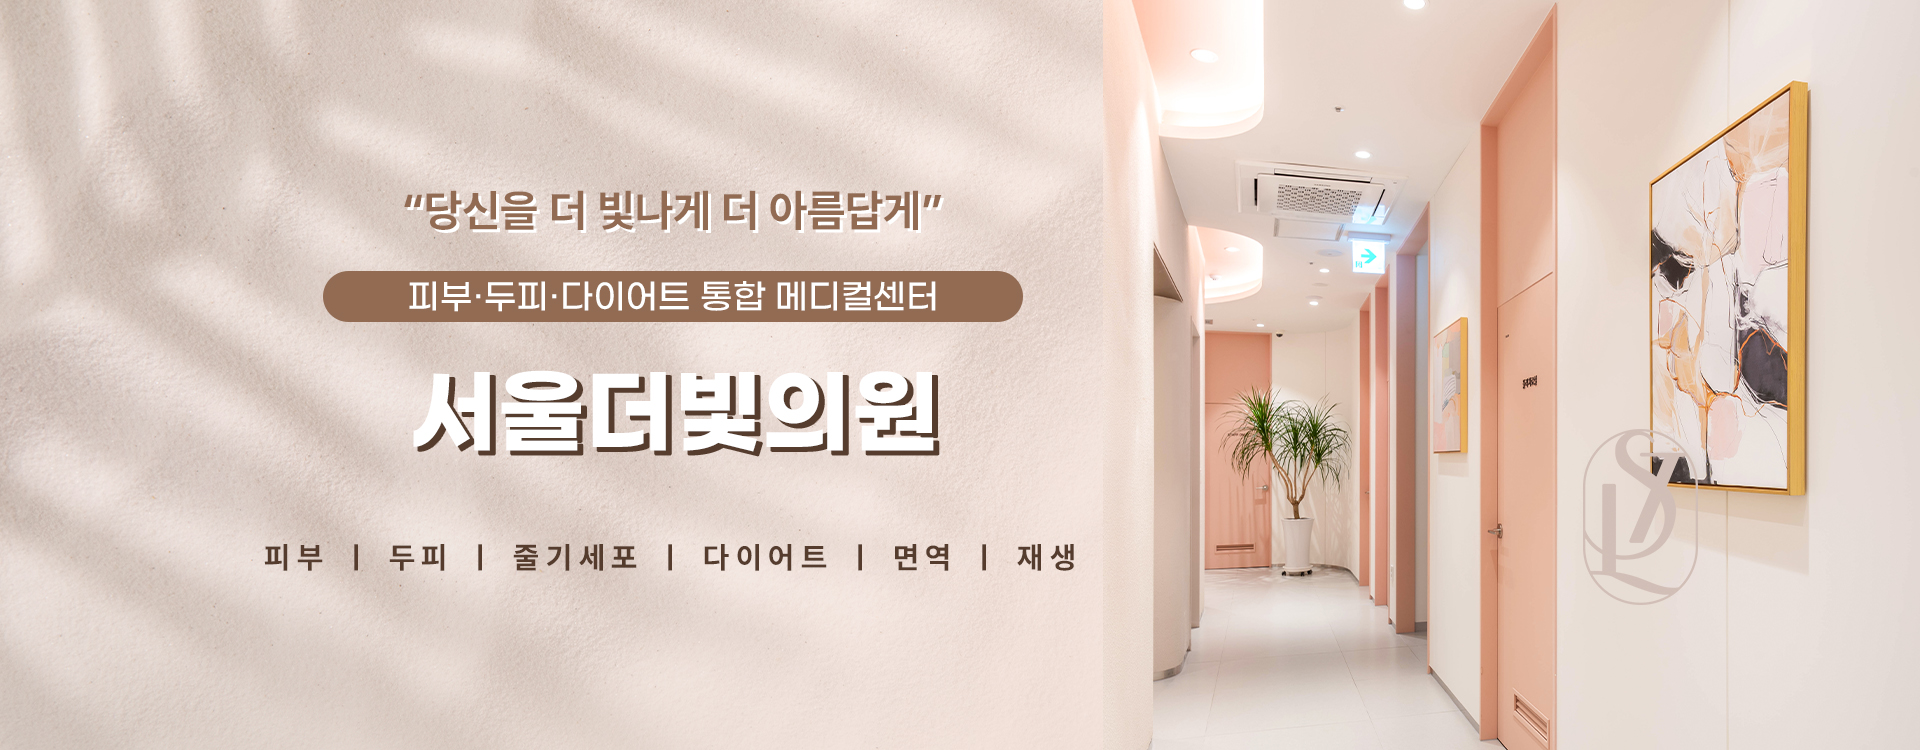 “당신을 더 빛나게 더 아름답게”
피부·두피·다이어트 통합 메디컬센터
서울더빛의원
피부 | 두피 | 줄기세포 | 다이어트 | 면역 | 재생